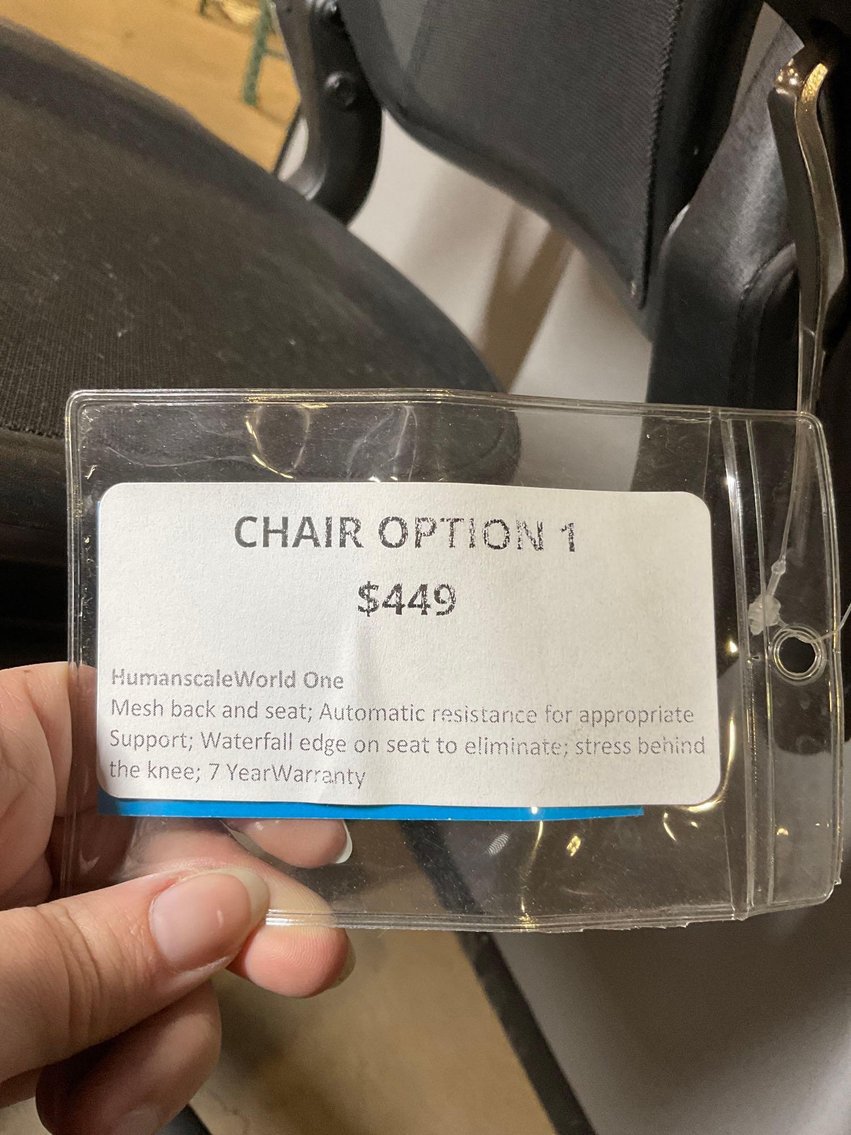 CHAIR OPTION 1
$449
HumanscaleWorld One
Mesh back and seat; Automatic resistance for appropriate
Support; Waterfall edge on seat to eliminate; stress behind
the knee; 7 YearWarranty